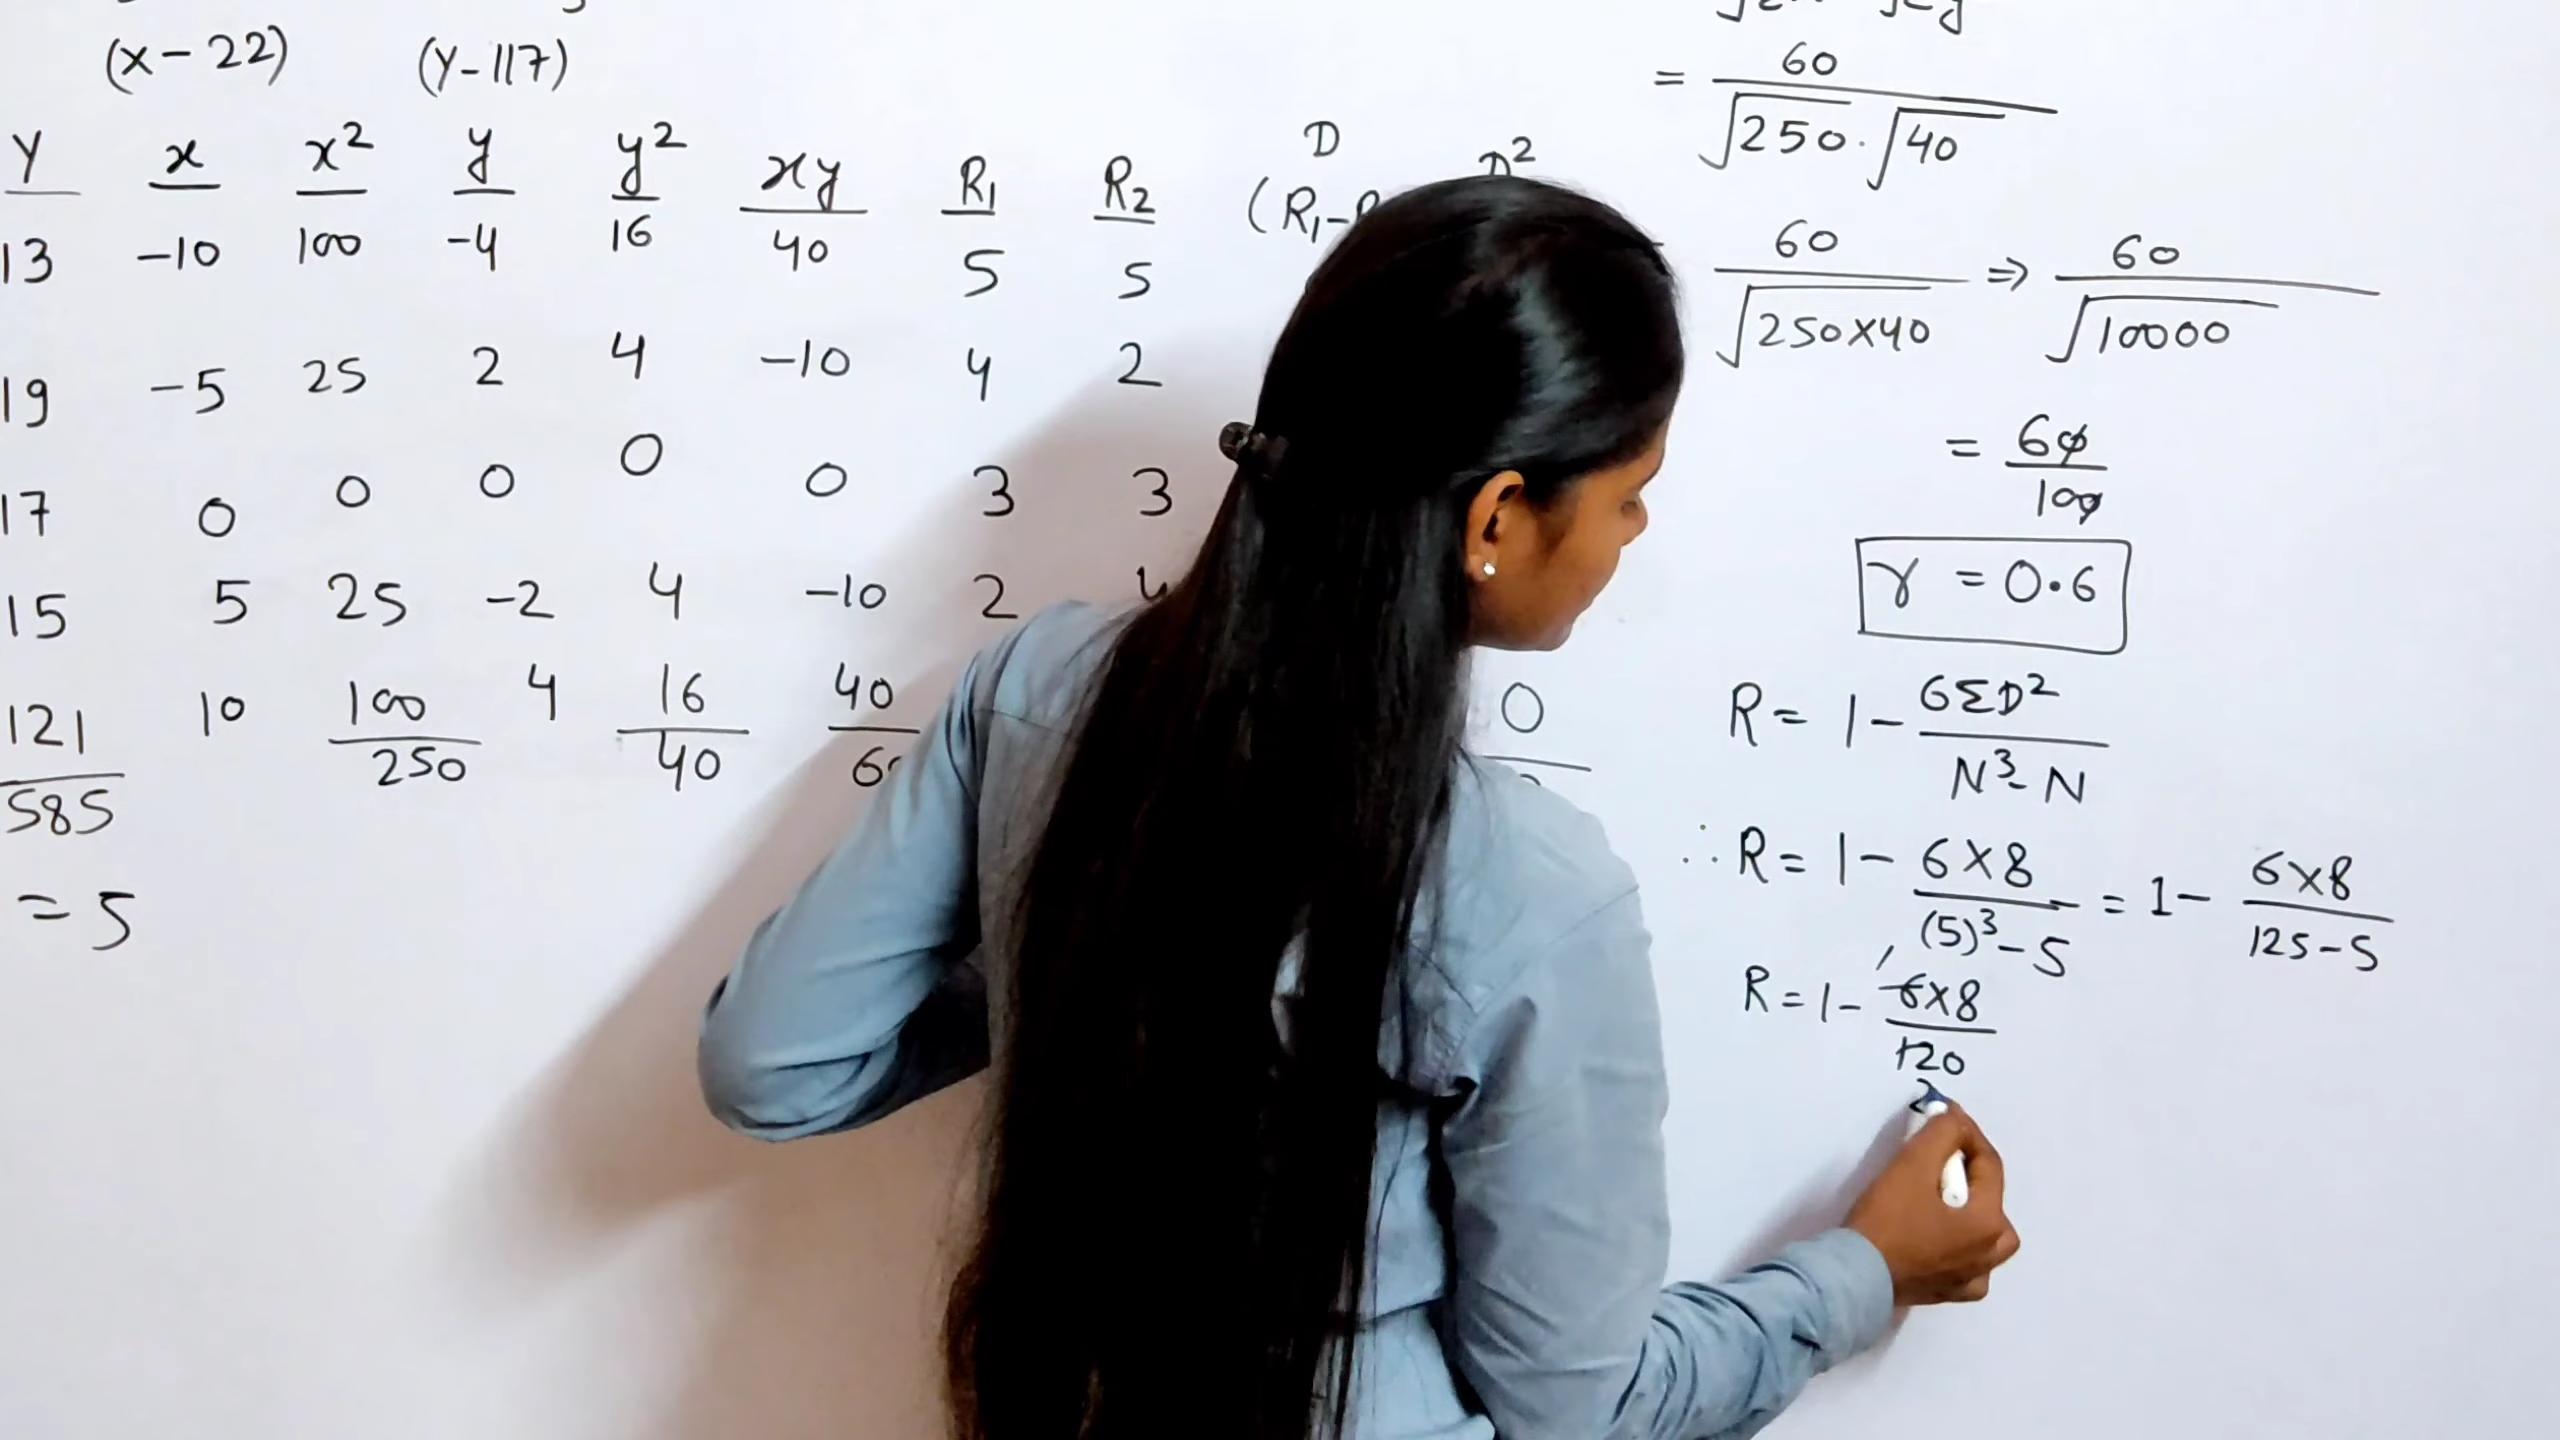 (x-22) (Y-117)
Y x x² y y² xy R₁ R₂ D D²
(R₁-
13 -10 100 -4 16 40 5 5
19 -5 25 2 4 -10 4 2
17 0 0 0 0 0 3 3
15 5 25 -2 4 -10 2 4
121 10 100 4 16 40 0
585 250 40
= 5
= 60
√250 . √40
60 ⇒ 60
√250×40 √10000
= 60
100
r = 0.6
R = 1 - 6ΣD²
N³-N
∴ R = 1 - 6×8 = 1 - 6×8
(5)³-5 125-5
R = 1 - 6×8
120
2